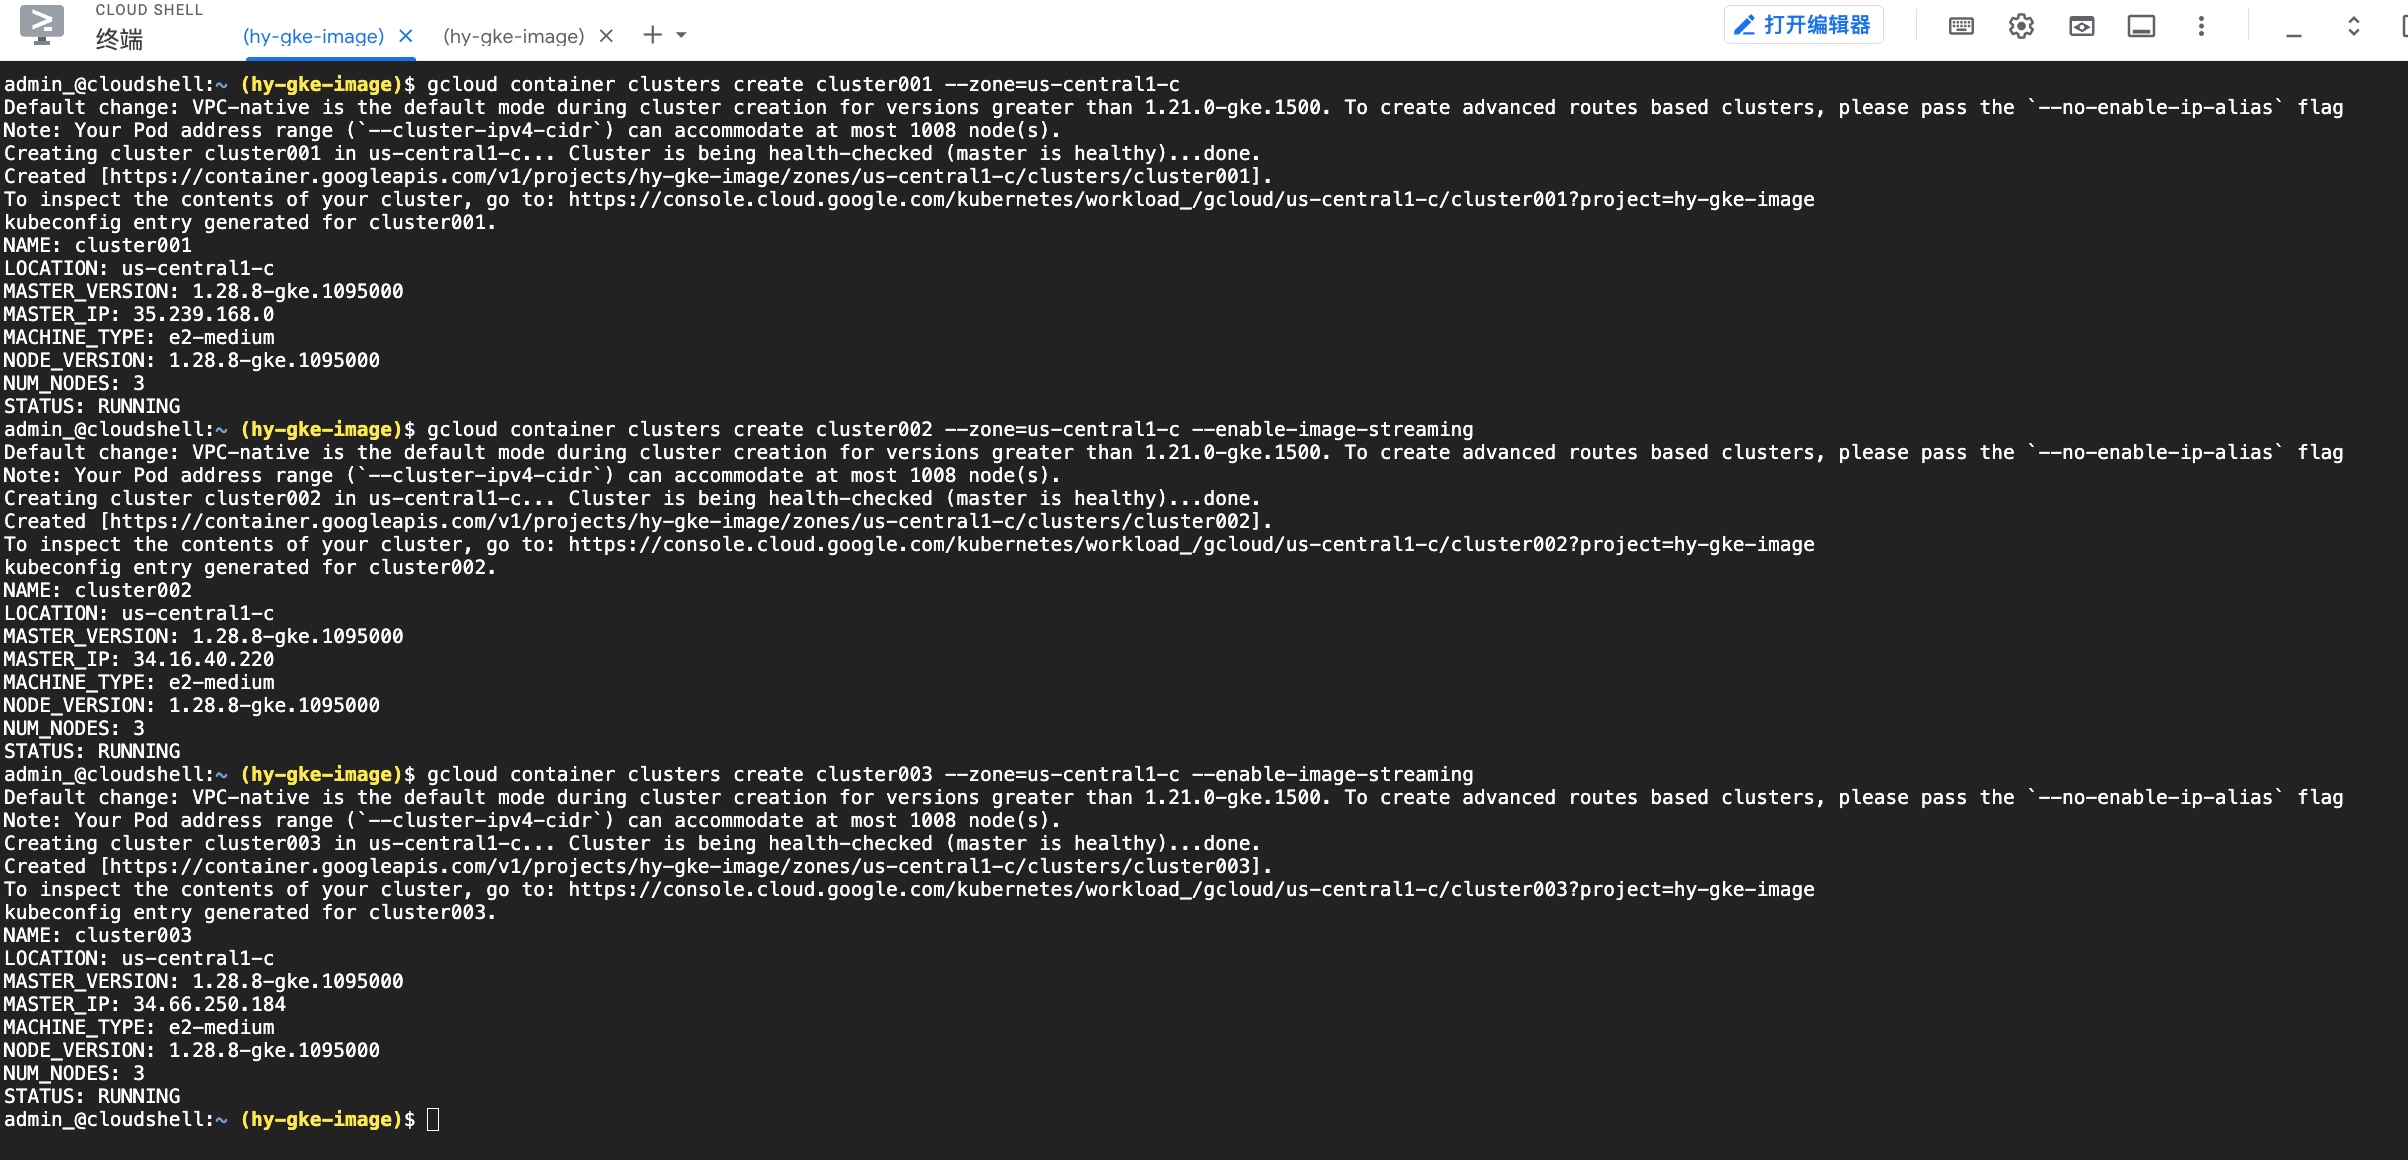 CLOUD SHELL
终端
(hy-gke-image)
(hy-gke-image)
打开编辑器
admin_@cloudshell:~ (hy-gke-image)$ gcloud container clusters create cluster001 --zone=us-central1-c
Default change: VPC-native is the default mode during cluster creation for versions greater than 1.21.0-gke.1500. To create advanced routes based clusters, please pass the `--no-enable-ip-alias` flag
Note: Your Pod address range (`--cluster-ipv4-cidr`) can accommodate at most 1008 node(s).
Creating cluster cluster001 in us-central1-c... Cluster is being health-checked (master is healthy)...done.
Created [https://container.googleapis.com/v1/projects/hy-gke-image/zones/us-central1-c/clusters/cluster001].
To inspect the contents of your cluster, go to: https://console.cloud.google.com/kubernetes/workload_/gcloud/us-central1-c/cluster001?project=hy-gke-image
kubeconfig entry generated for cluster001.
NAME: cluster001
LOCATION: us-central1-c
MASTER_VERSION: 1.28.8-gke.1095000
MASTER_IP: 35.239.168.0
MACHINE_TYPE: e2-medium
NODE_VERSION: 1.28.8-gke.1095000
NUM_NODES: 3
STATUS: RUNNING
admin_@cloudshell:~ (hy-gke-image)$ gcloud container clusters create cluster002 --zone=us-central1-c --enable-image-streaming
Default change: VPC-native is the default mode during cluster creation for versions greater than 1.21.0-gke.1500. To create advanced routes based clusters, please pass the `--no-enable-ip-alias` flag
Note: Your Pod address range (`--cluster-ipv4-cidr`) can accommodate at most 1008 node(s).
Creating cluster cluster002 in us-central1-c... Cluster is being health-checked (master is healthy)...done.
Created [https://container.googleapis.com/v1/projects/hy-gke-image/zones/us-central1-c/clusters/cluster002].
To inspect the contents of your cluster, go to: https://console.cloud.google.com/kubernetes/workload_/gcloud/us-central1-c/cluster002?project=hy-gke-image
kubeconfig entry generated for cluster002.
NAME: cluster002
LOCATION: us-central1-c
MASTER_VERSION: 1.28.8-gke.1095000
MASTER_IP: 34.16.40.220
MACHINE_TYPE: e2-medium
NODE_VERSION: 1.28.8-gke.1095000
NUM_NODES: 3
STATUS: RUNNING
admin_@cloudshell:~ (hy-gke-image)$ gcloud container clusters create cluster003 --zone=us-central1-c --enable-image-streaming
Default change: VPC-native is the default mode during cluster creation for versions greater than 1.21.0-gke.1500. To create advanced routes based clusters, please pass the `--no-enable-ip-alias` flag
Note: Your Pod address range (`--cluster-ipv4-cidr`) can accommodate at most 1008 node(s).
Creating cluster cluster003 in us-central1-c... Cluster is being health-checked (master is healthy)...done.
Created [https://container.googleapis.com/v1/projects/hy-gke-image/zones/us-central1-c/clusters/cluster003].
To inspect the contents of your cluster, go to: https://console.cloud.google.com/kubernetes/workload_/gcloud/us-central1-c/cluster003?project=hy-gke-image
kubeconfig entry generated for cluster003.
NAME: cluster003
LOCATION: us-central1-c
MASTER_VERSION: 1.28.8-gke.1095000
MASTER_IP: 34.66.250.184
MACHINE_TYPE: e2-medium
NODE_VERSION: 1.28.8-gke.1095000
NUM_NODES: 3
STATUS: RUNNING
admin_@cloudshell:~ (hy-gke-image)$